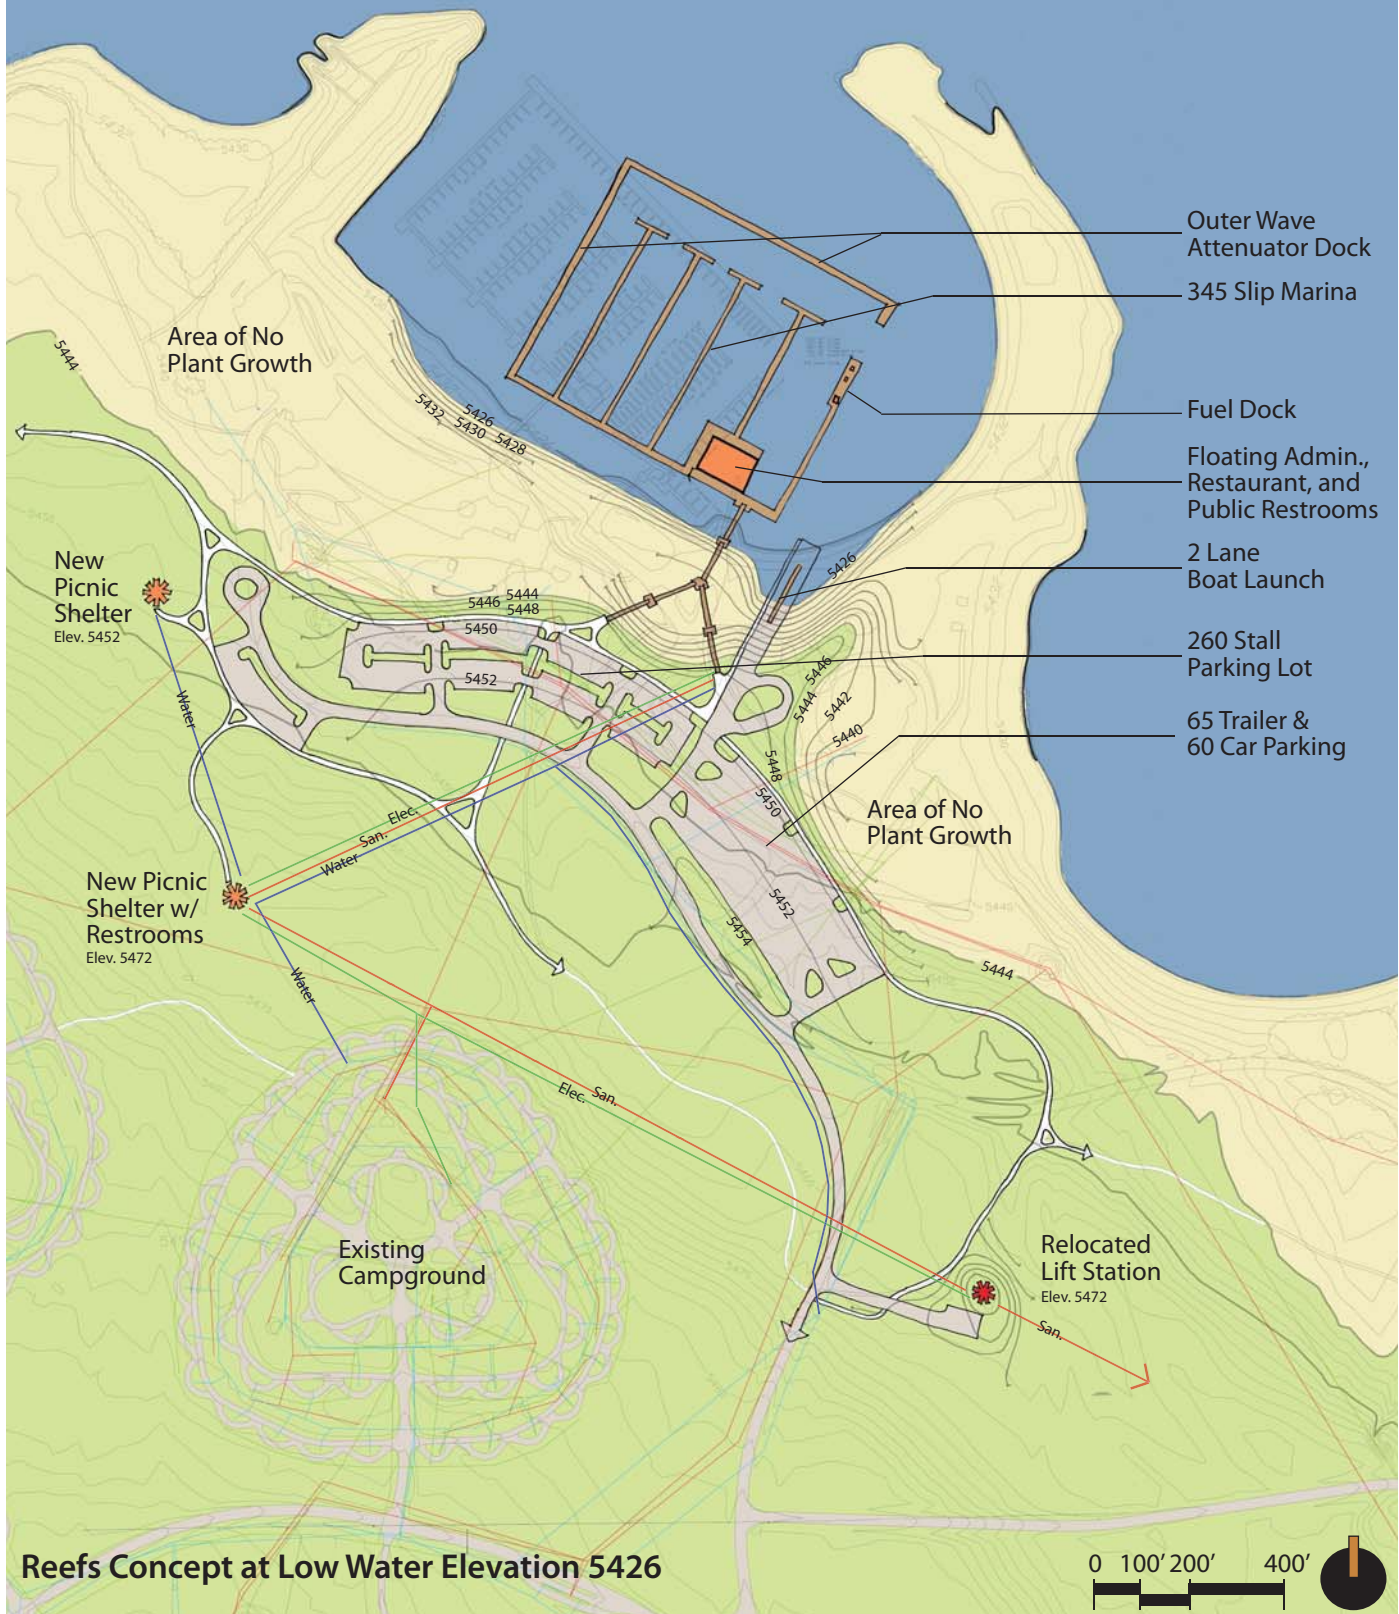 Outer Wave
Attenuator Dock
345 Slip Marina
Area of No
Plant Growth
5444
5432
5426
5430
5428
Fuel Dock
Floating Admin.,
Restaurant, and
Public Restrooms
New
Picnic
Shelter
Elev. 5452
2 Lane
Boat Launch
5426
5446
5444
5448
5450
5452
260 Stall
Parking Lot
5446
5444
5442
5440
65 Trailer &
60 Car Parking
Water
5448
5450
Area of No
Plant Growth
Elec.
San.
Water
New Picnic
Shelter w/
Restrooms
Elev. 5472
5452
5454
5444
Water
Elec.
San.
Existing
Campground
Relocated
Lift Station
Elev. 5472
San.
Reefs Concept at Low Water Elevation 5426
0 100’ 200’ 400’